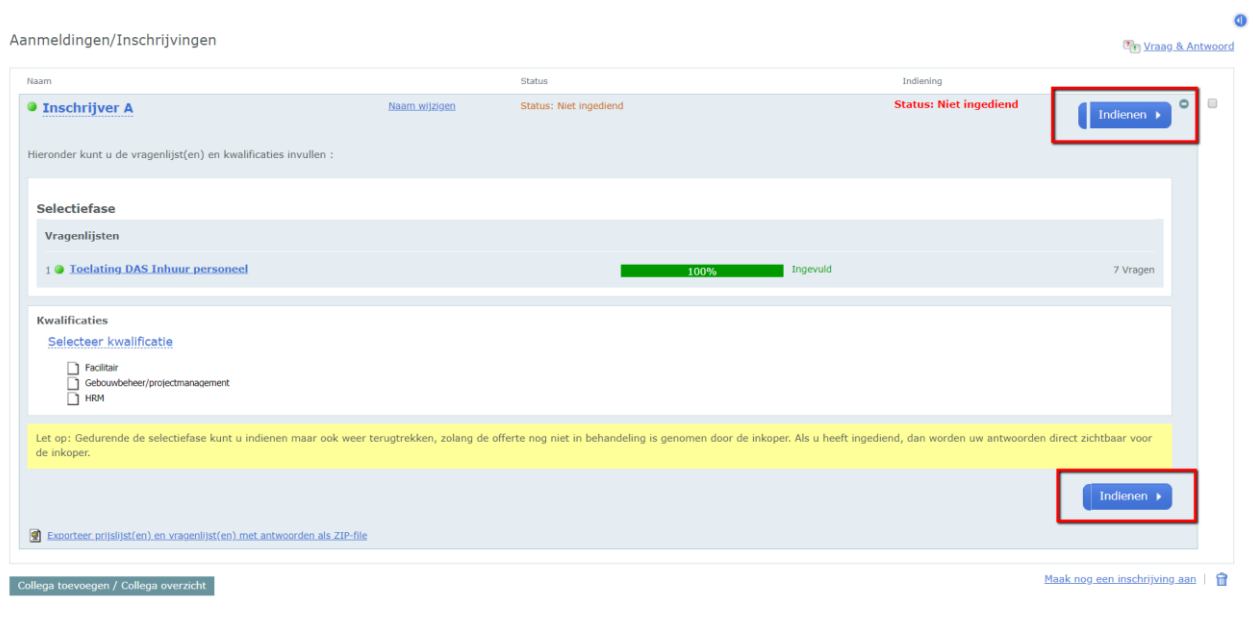 Aanmeldingen/Inschrijvingen
Vraag & Antwoord
Naam Status Indiening
Inschrijver A Naam wijzigen Status: Niet ingediend Status: Niet ingediend Indienen
Hieronder kunt u de vragenlijst(en) en kwalificaties invullen :
Selectiefase
Vragenlijsten
1 Toelating DAS Inhuur personeel 100% Ingevuld 7 Vragen
Kwalificaties
Selecteer kwalificatie
Facilitair
Gebouwbeheer/projectmanagement
HRM
Let op: Gedurende de selectiefase kunt u indienen maar ook weer terugtrekken, zolang de offerte nog niet in behandeling is genomen door de inkoper. Als u heeft ingediend, dan worden uw antwoorden direct zichtbaar voor
de inkoper.
Indienen
Exporteer prijslijst(en) en vragenlijst(en) met antwoorden als ZIP-file
Maak nog een inschrijving aan |
Collega toevoegen / Collega overzicht